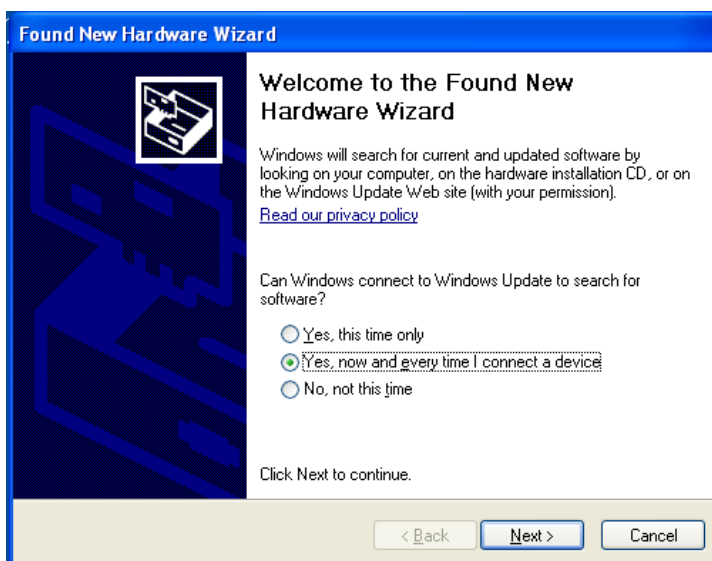 Found New Hardware Wizard
Welcome to the Found New
Hardware Wizard
Windows will search for current and updated software by
looking on your computer, on the hardware installation CD, or on
the Windows Update Web site (with your permission).
Read our privacy policy
Can Windows connect to Windows Update to search for
software?
Yes, this time only
Yes, now and every time I connect a device
No, not this time
Click Next to continue.
< Back
Next >
Cancel